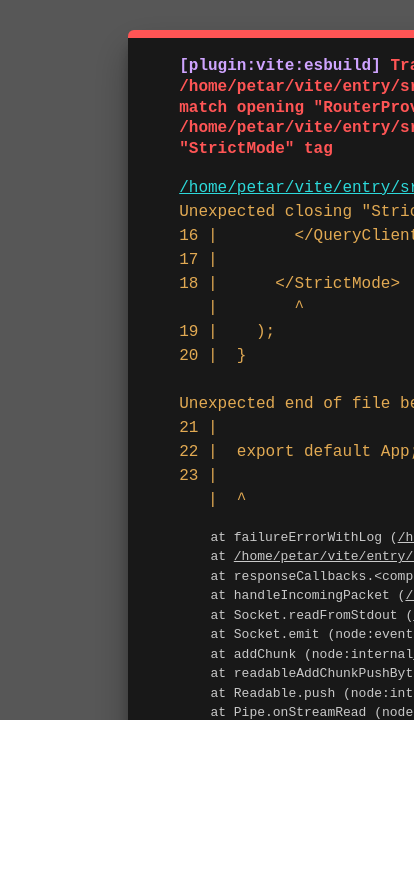 [plugin:vite:esbuild] Tra
/home/petar/vite/entry/sr
match opening "RouterProv
/home/petar/vite/entry/sr
"StrictMode" tag
/home/petar/vite/entry/sr
Unexpected closing "Stric
16 |        </QueryClient
17 |
18 |      </StrictMode>
|        ^
19 |    );
20 |  }
Unexpected end of file be
21 |
22 |  export default App;
23 |
|  ^
at failureErrorWithLog (/h
at /home/petar/vite/entry/
at responseCallbacks.<comp
at handleIncomingPacket (/
at Socket.readFromStdout (
at Socket.emit (node:event
at addChunk (node:internal
at readableAddChunkPushByt
at Readable.push (node:int
at Pipe.onStreamRead (node